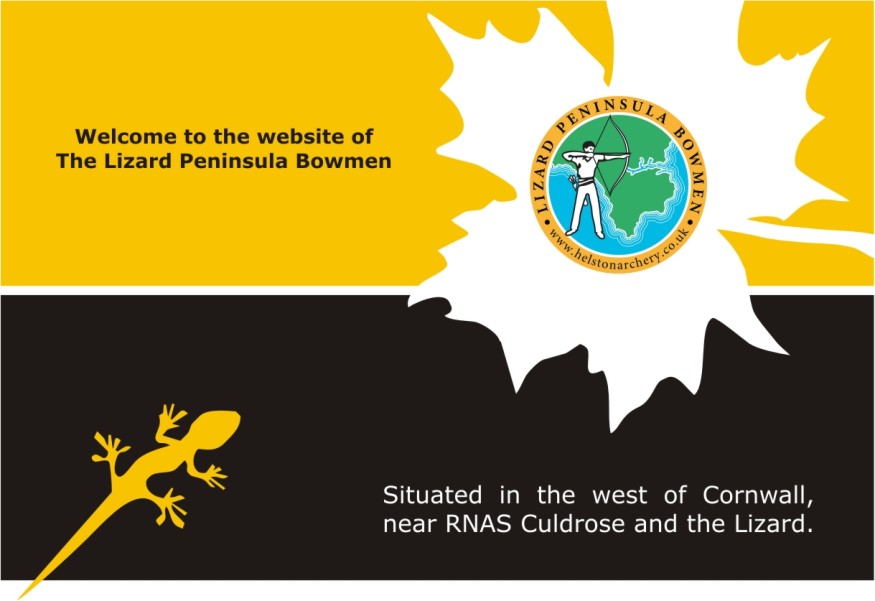 Welcome to the website of
The Lizard Peninsula Bowmen
• LIZARD PENINSULA BOWMEN •
www.helstonarchery.co.uk
Situated in the west of Cornwall,
near RNAS Culdrose and the Lizard.